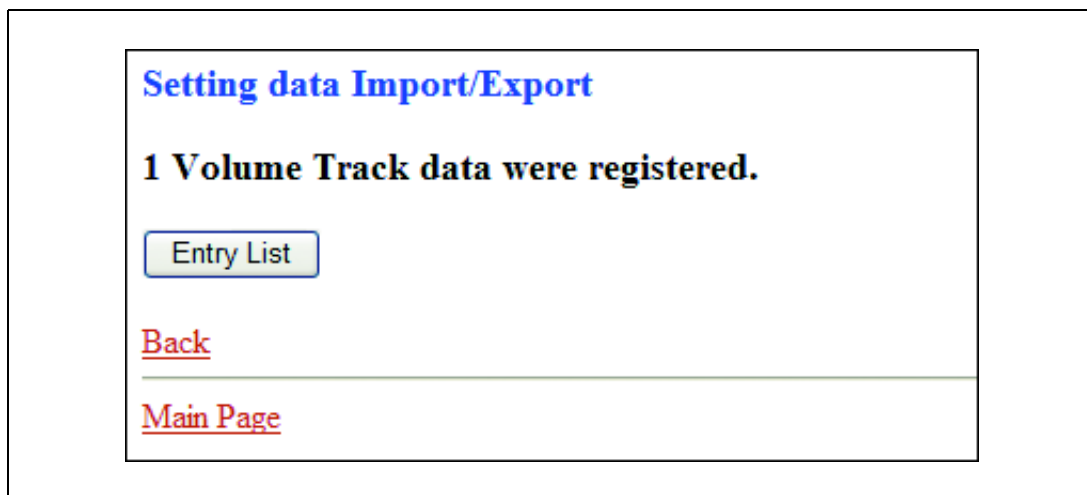 Setting data Import/Export
1 Volume Track data were registered.
Entry List
Back
Main Page